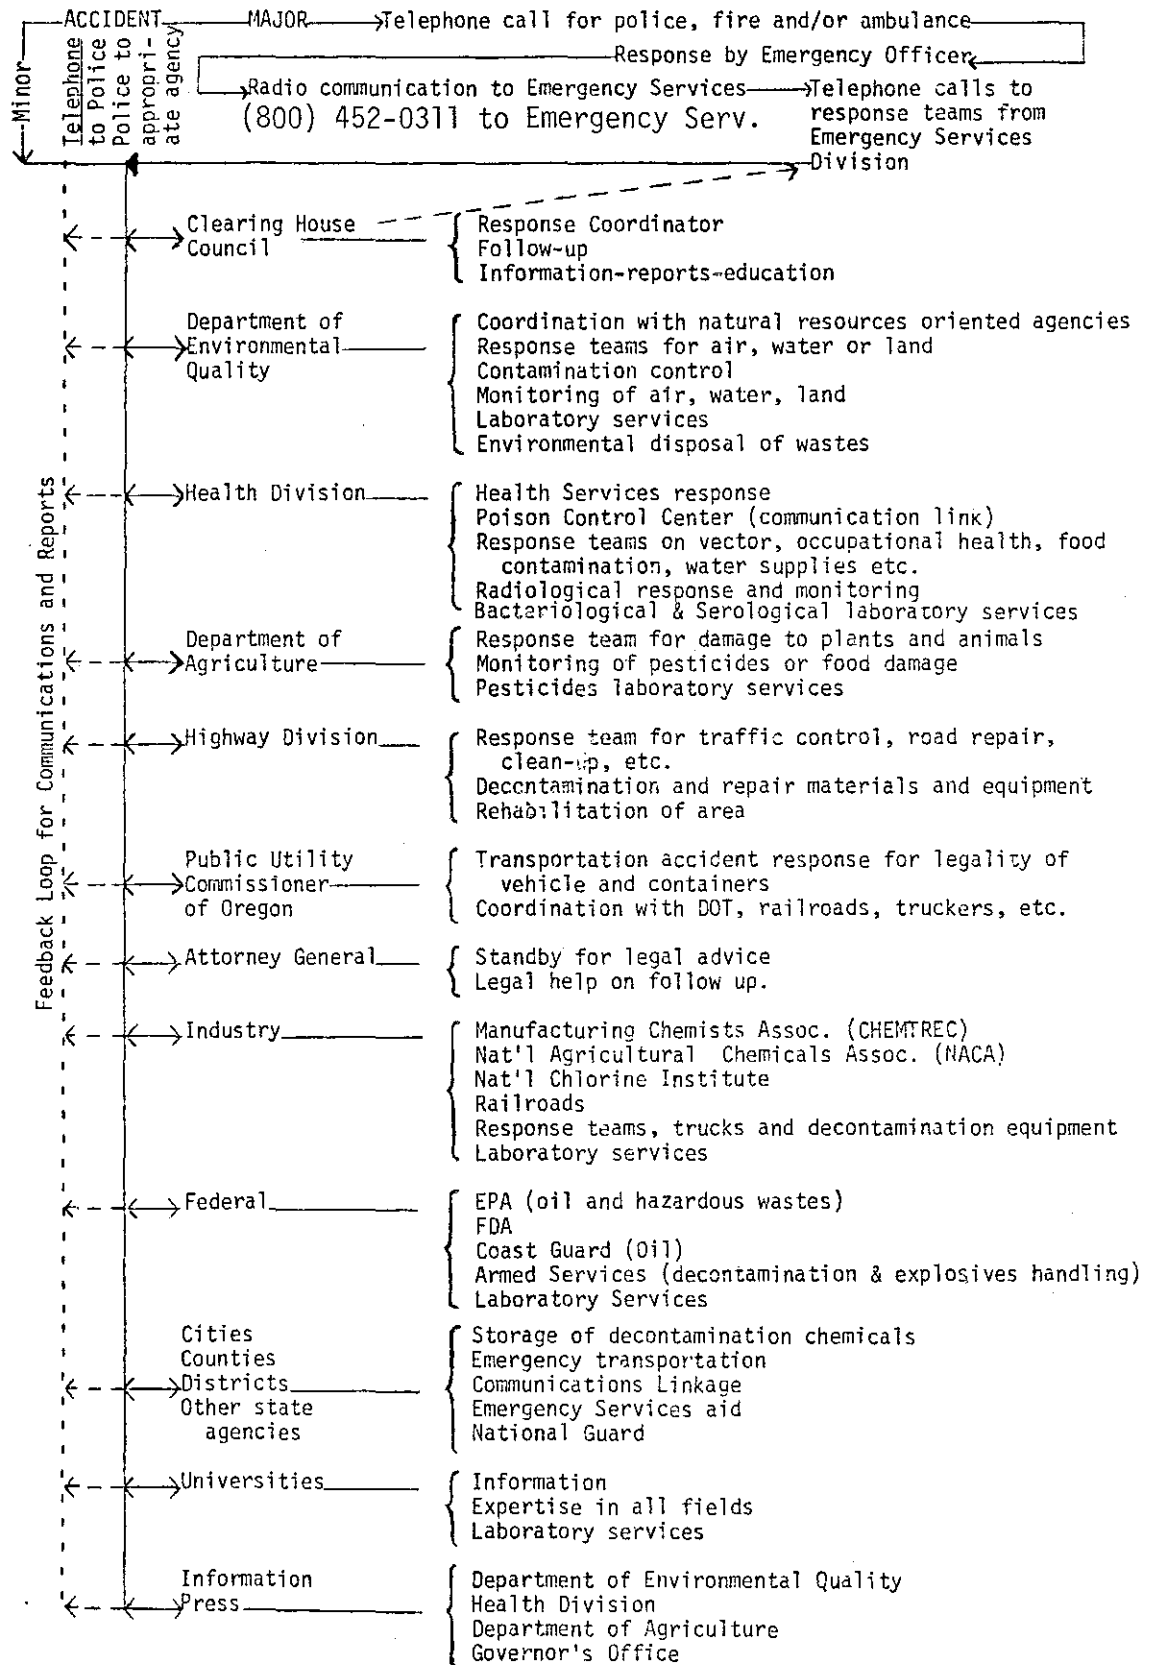 ACCIDENT MAJOR Telephone call for police, fire and/or ambulance
Minor
Telephone
to Police
Police to
appropri-
ate agency
Response by Emergency Officer
Radio communication to Emergency Services
(800) 452-0311 to Emergency Serv.
Telephone calls to
response teams from
Emergency Services
Division
Feedback Loop for Communications and Reports
Clearing House
Council
Response Coordinator
Follow-up
Information-reports-education
Department of
Environmental
Quality
Coordination with natural resources oriented agencies
Response teams for air, water or land
Contamination control
Monitoring of air, water, land
Laboratory services
Environmental disposal of wastes
Health Division
Health Services response
Poison Control Center (communication link)
Response teams on vector, occupational health, food
contamination, water supplies etc.
Radiological response and monitoring
Bacteriological & Serological laboratory services
Department of
Agriculture
Response team for damage to plants and animals
Monitoring of pesticides or food damage
Pesticides laboratory services
Highway Division
Response team for traffic control, road repair,
clean-up, etc.
Decontamination and repair materials and equipment
Rehabilitation of area
Public Utility
Commissioner
of Oregon
Transportation accident response for legality of
vehicle and containers
Coordination with DOT, railroads, truckers, etc.
Attorney General
Standby for legal advice
Legal help on follow up.
Industry
Manufacturing Chemists Assoc. (CHEMTREC)
Nat'l Agricultural Chemicals Assoc. (NACA)
Nat'l Chlorine Institute
Railroads
Response teams, trucks and decontamination equipment
Laboratory services
Federal
EPA (oil and hazardous wastes)
FDA
Coast Guard (Oil)
Armed Services (decontamination & explosives handling)
Laboratory Services
Cities
Counties
Districts
Other state
agencies
Storage of decontamination chemicals
Emergency transportation
Communications Linkage
Emergency Services aid
National Guard
Universities
Information
Expertise in all fields
Laboratory services
Information
Press
Department of Environmental Quality
Health Division
Department of Agriculture
Governor's Office